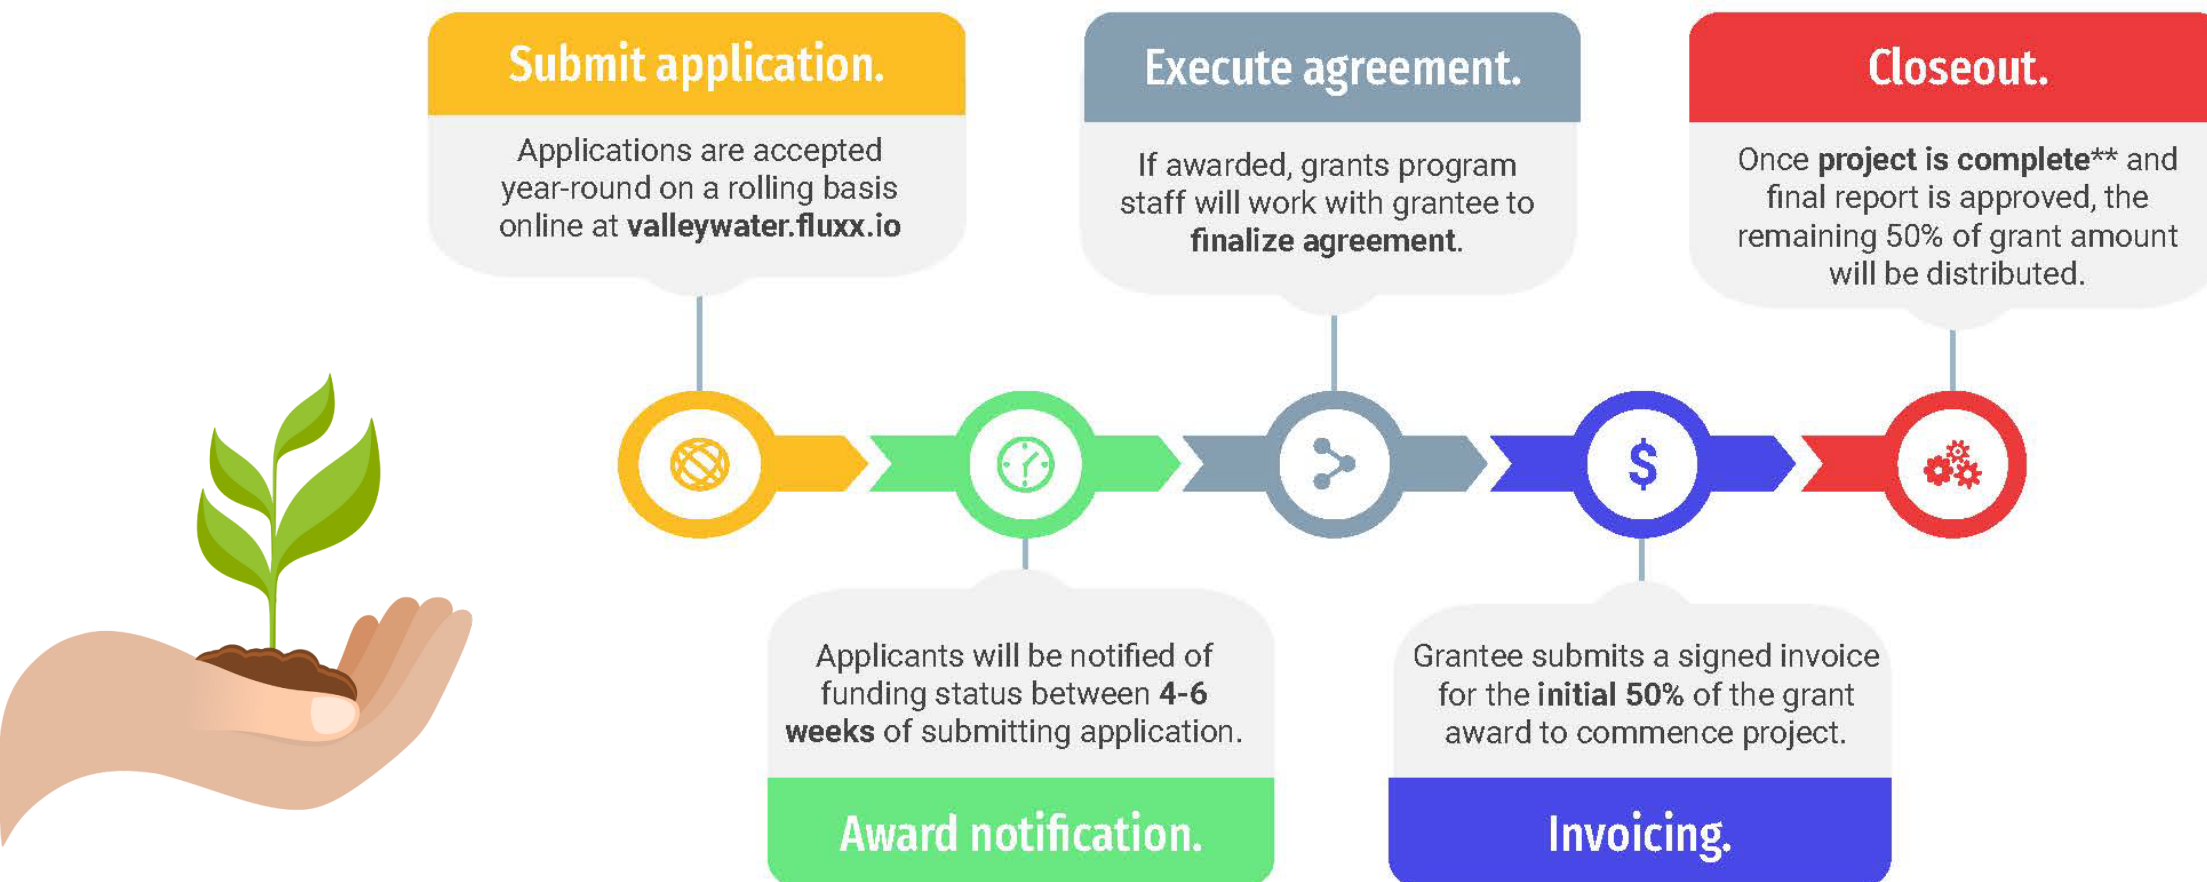 Submit application.
Applications are accepted
year-round on a rolling basis
online at valleywater.fluxx.io
Applicants will be notified of
funding status between 4-6
weeks of submitting application.
Award notification.
Execute agreement.
If awarded, grants program
staff will work with grantee to
finalize agreement.
$
Grantee submits a signed invoice
for the initial 50% of the grant
award to commence project.
Invoicing.
Closeout.
Once project is complete** and
final report is approved, the
remaining 50% of grant amount
will be distributed.